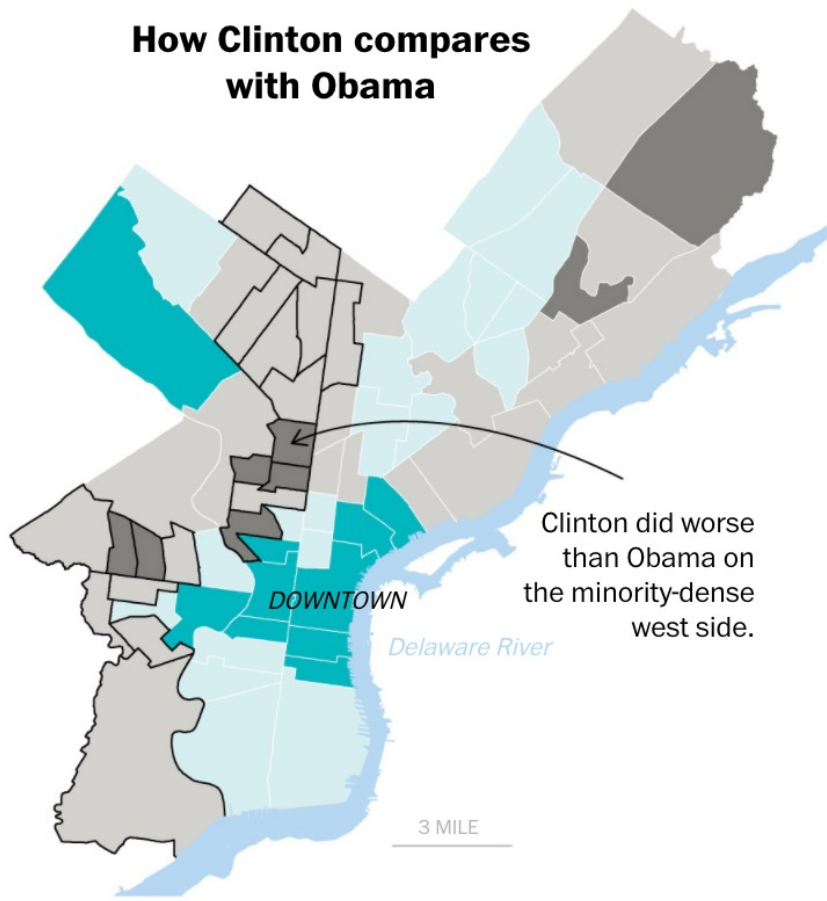 How Clinton compares
with Obama
Clinton did worse
than Obama on
the minority-dense
west side.
DOWNTOWN
Delaware River
3 MILE